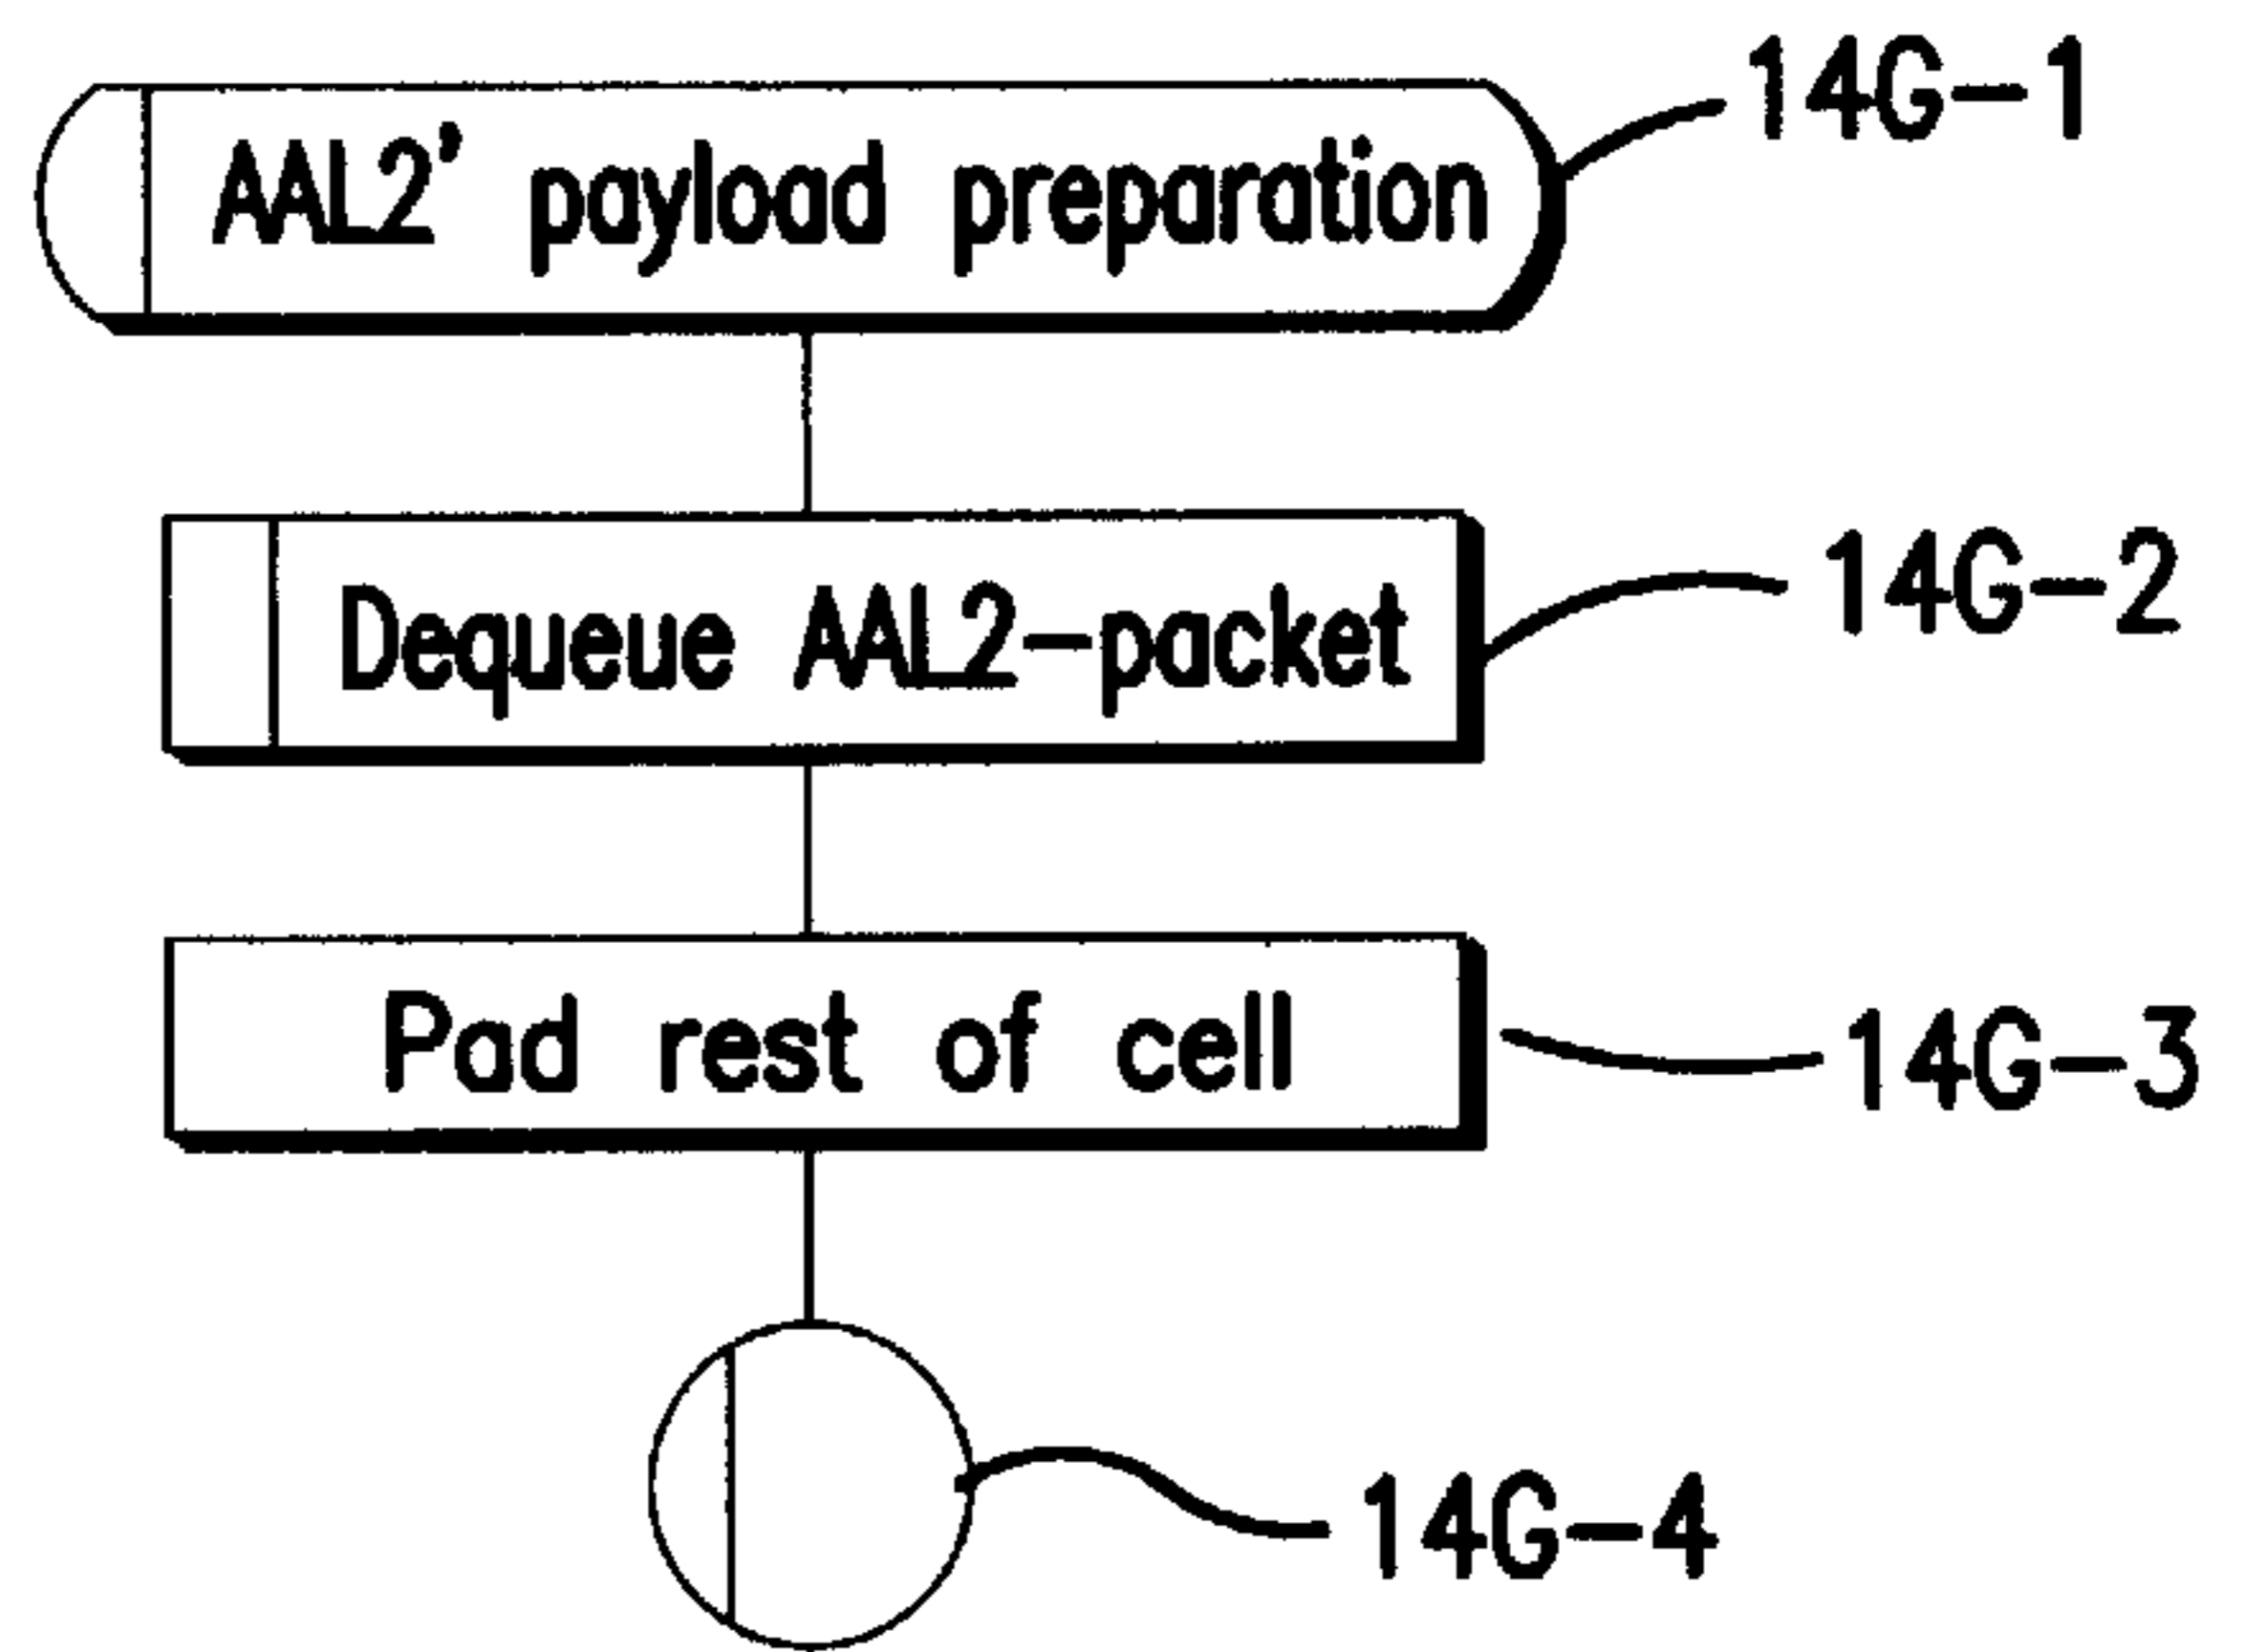 AAL2' payload preparation
14G-1
Dequeue AAL2-packet
14G-2
Pad rest of cell
14G-3
14G-4